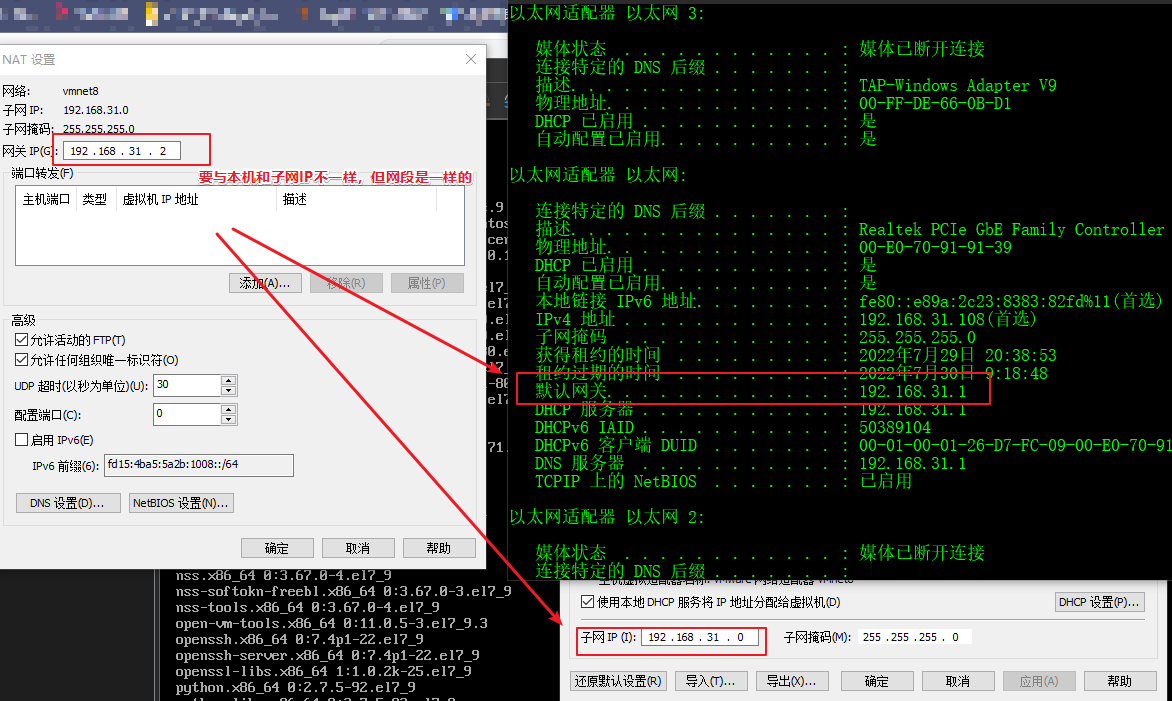 NAT 设置
网络: vmnet8
子网 IP: 192.168.31.0
子网掩码: 255.255.255.0
网关 IP(G): 192 . 168 . 31 . 2
要与本机和子网IP不一样，但网段是一样的
端口转发(F)
主机端口 类型 虚拟机 IP 地址 描述
添加(A)... 移除(R) 属性(P)
高级
允许活动的 FTP(T)
允许任何组织唯一标识符(O)
UDP 超时(以秒为单位)(U): 30
配置端口(C): 0
启用 IPv6(E)
IPv6 前缀(6): fd15:4ba5:5a2b:1008::/64
DNS 设置(D)... NetBIOS 设置(N)...
确定 取消 帮助
以太网适配器 以太网 3:
媒体状态 . . . . . . . . . . . . : 媒体已断开连接
连接特定的 DNS 后缀 . . . . . . . :
描述. . . . . . . . . . . . . . . : TAP-Windows Adapter V9
物理地址. . . . . . . . . . . . . : 00-FF-DE-66-0B-D1
DHCP 已启用 . . . . . . . . . . . : 是
自动配置已启用. . . . . . . . . . : 是
以太网适配器 以太网:
连接特定的 DNS 后缀 . . . . . . . :
描述. . . . . . . . . . . . . . . : Realtek PCIe GbE Family Controller
物理地址. . . . . . . . . . . . . : 00-E0-70-91-91-39
DHCP 已启用 . . . . . . . . . . . : 是
自动配置已启用. . . . . . . . . . : 是
本地链接 IPv6 地址. . . . . . . . : fe80::e89a:2c23:8383:82fd%11(首选)
IPv4 地址 . . . . . . . . . . . . : 192.168.31.108(首选)
子网掩码 . . . . . . . . . . . . : 255.255.255.0
获得租约的时间 . . . . . . . . . : 2022年7月29日 20:38:53
租约过期的时间 . . . . . . . . . : 2022年7月30日 9:18:48
默认网关. . . . . . . . . . . . . : 192.168.31.1
DHCP 服务器 . . . . . . . . . . . : 192.168.31.1
DHCPv6 IAID . . . . . . . . . . . : 50389104
DHCPv6 客户端 DUID . . . . . . . : 00-01-00-01-26-D7-FC-09-00-E0-70-91
DNS 服务器 . . . . . . . . . . . : 192.168.31.1
TCPIP 上的 NetBIOS . . . . . . . : 已启用
以太网适配器 以太网 2:
媒体状态 . . . . . . . . . . . . : 媒体已断开连接
连接特定的 DNS 后缀 . . . . . . . :
nss.x86_64 0:3.67.0-4.el7_9
nss-softokn-freebl.x86_64 0:3.67.0-3.el7_9
nss-tools.x86_64 0:3.67.0-4.el7_9
open-vm-tools.x86_64 0:11.0.5-3.el7_9.3
openssh.x86_64 0:7.4p1-22.el7_9
openssh-server.x86_64 0:7.4p1-22.el7_9
openssl-libs.x86_64 1:1.0.2k-25.el7_9
python.x86_64 0:2.7.5-92.el7_9
使用本地 DHCP 服务将 IP 地址分配给虚拟机(D) DHCP 设置(P)...
子网 IP (I): 192 . 168 . 31 . 0 子网掩码(M): 255 . 255 . 255 . 0
还原默认设置(R) 导入(T)... 导出(X)... 确定 取消 应用(A) 帮助